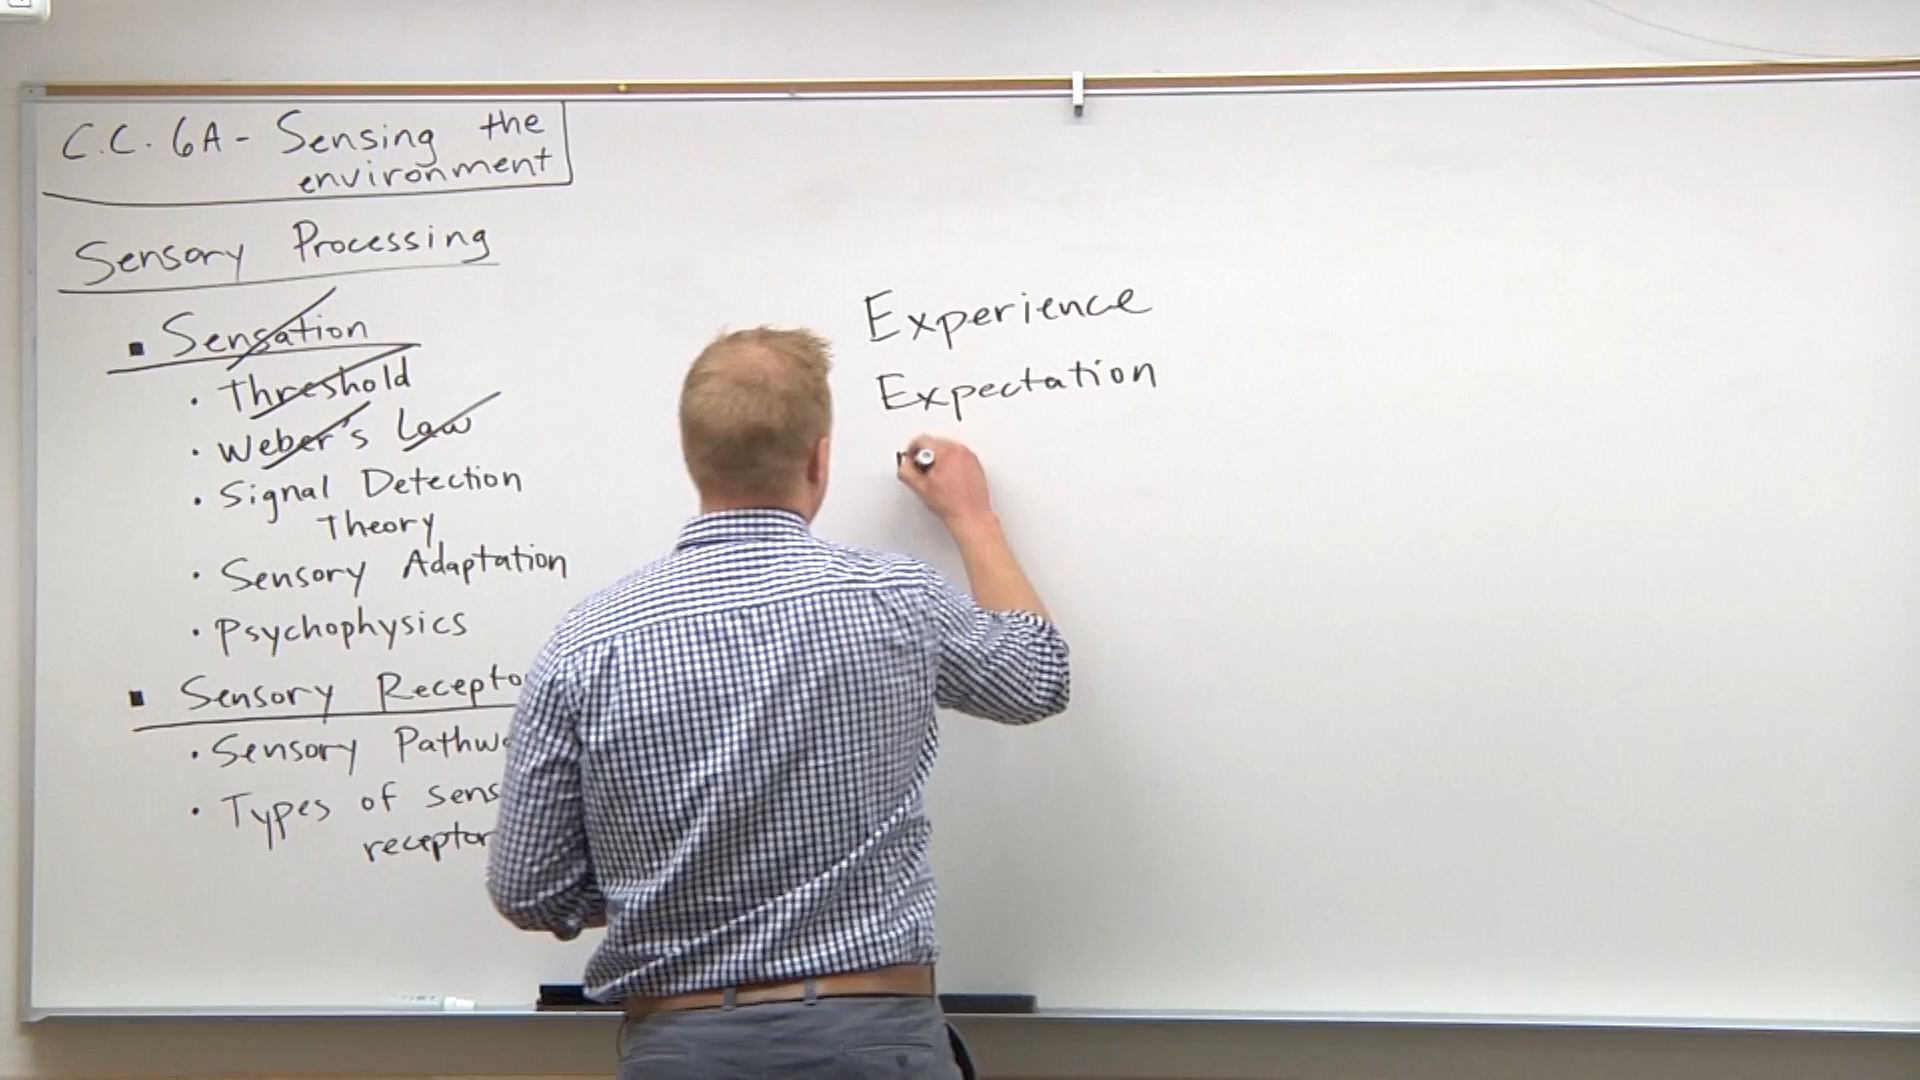 C.C. 6A - Sensing the
environment
Sensory Processing
▪ Sensation
• Threshold
• Weber's Law
• Signal Detection
Theory
• Sensory Adaptation
• Psychophysics
▪ Sensory Recepto
• Sensory Pathw
• Types of sens
receptor
Experience
Expectation